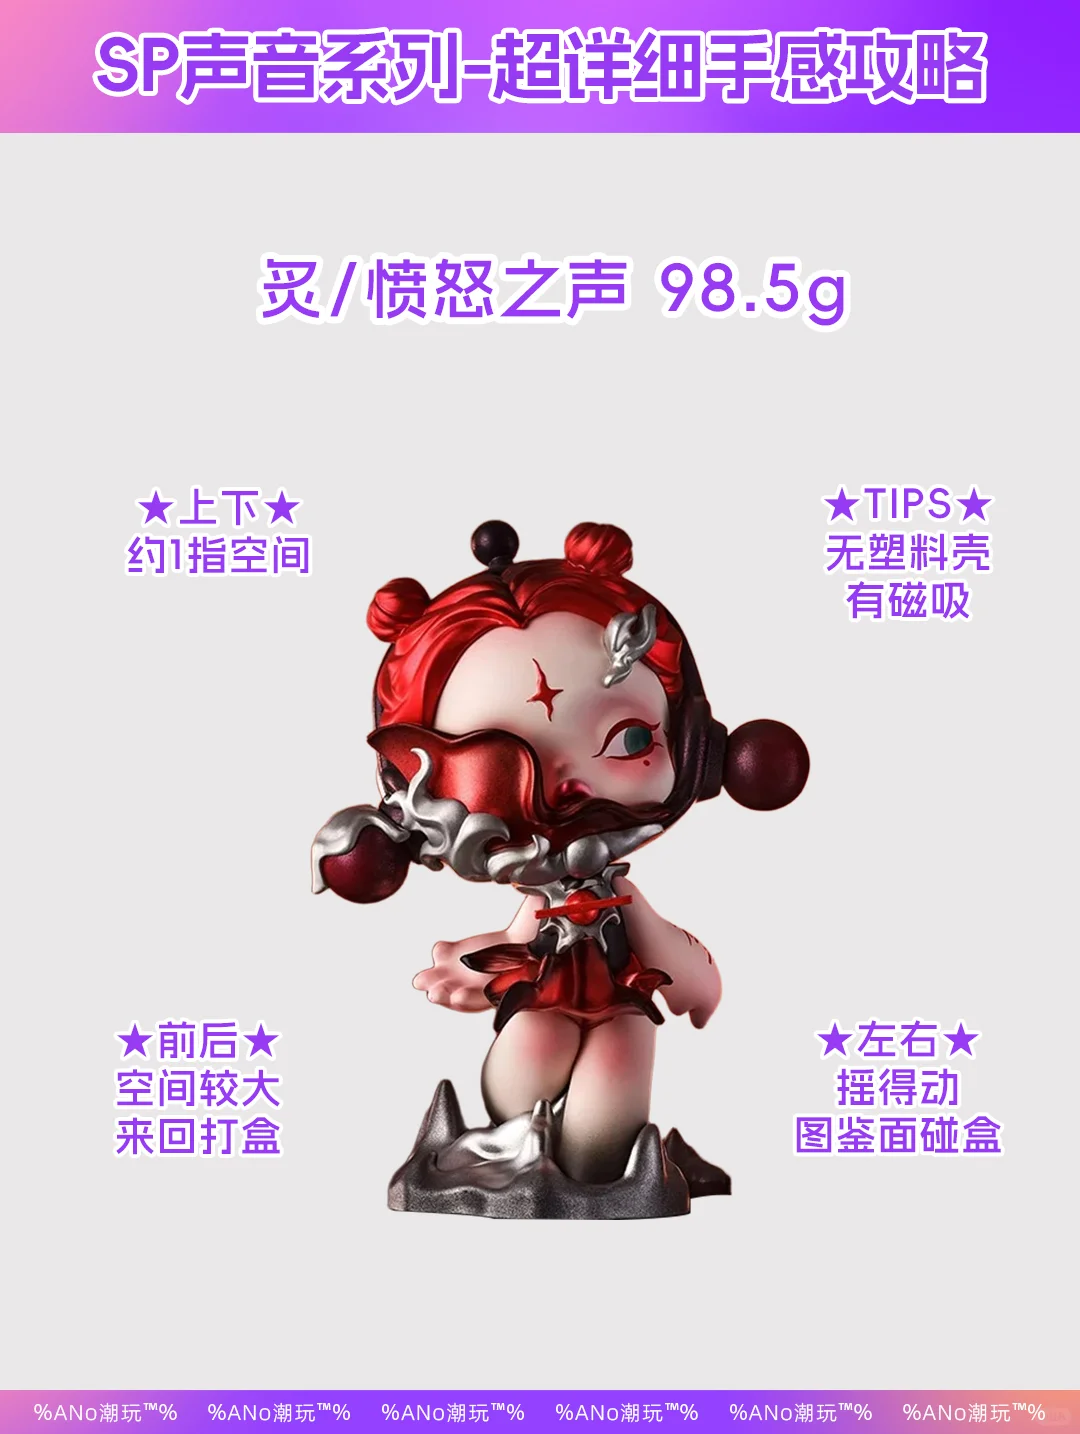 SP声音系列-超详细手感攻略
炙/愤怒之声 98.5g
★上下★
约1指空间
★TIPS★
无塑料壳
有磁吸
★前后★
空间较大
来回打盒
★左右★
摇得动
图鉴面碰盒
%ANo潮玩™% %ANo潮玩™% %ANo潮玩™% %ANo潮玩™% %ANo潮玩™% %ANo潮玩™%